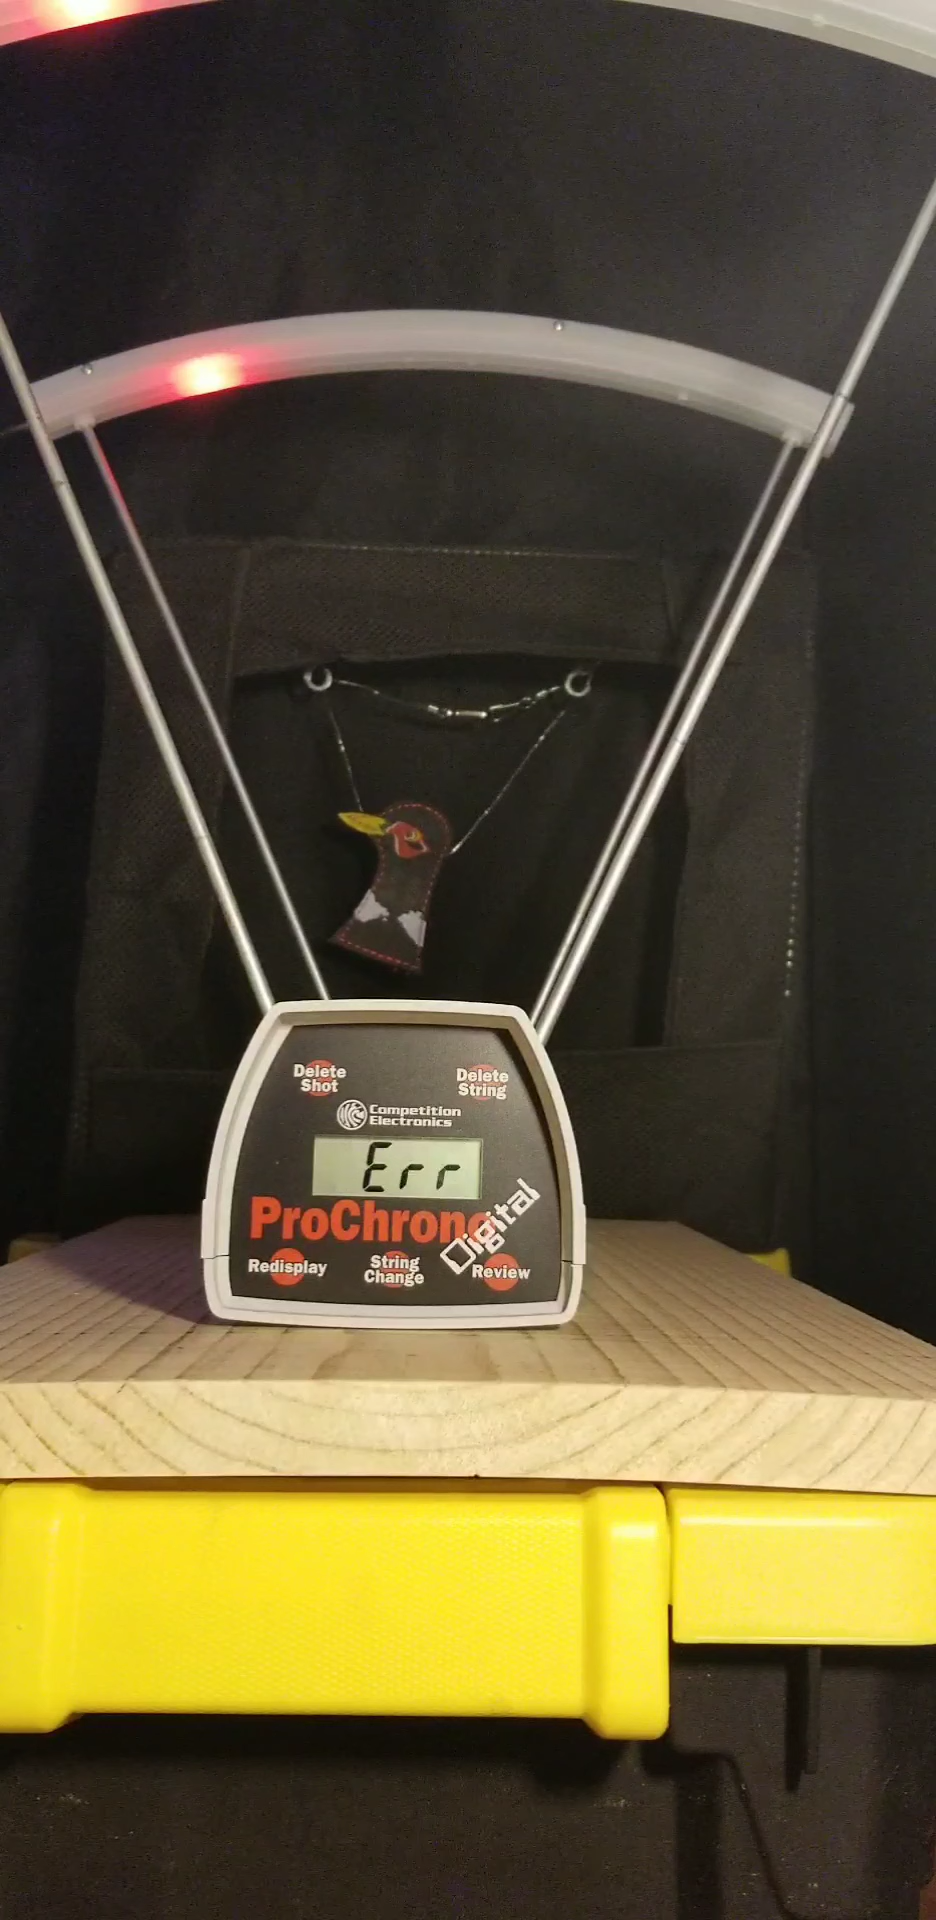 Delete
Shot
Delete
String
Competition
Electronics
Err
ProChrono
Digital
Redisplay
String
Change
Review